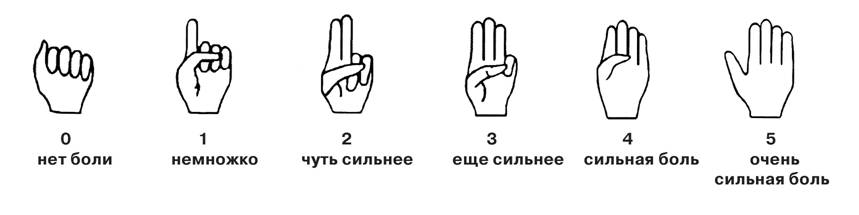 0 1 2 3 4 5
нет боли немножко чуть сильнее еще сильнее сильная боль очень
сильная боль